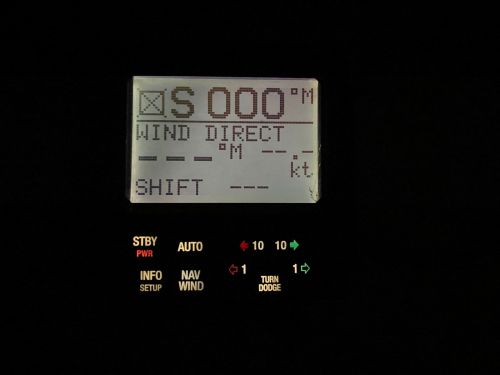 S 000°M
WIND DIRECT
---°M --.-
kt
SHIFT ---
STBY AUTO 10 10
PWR
INFO NAV 1 1
SETUP WIND TURN
DODGE